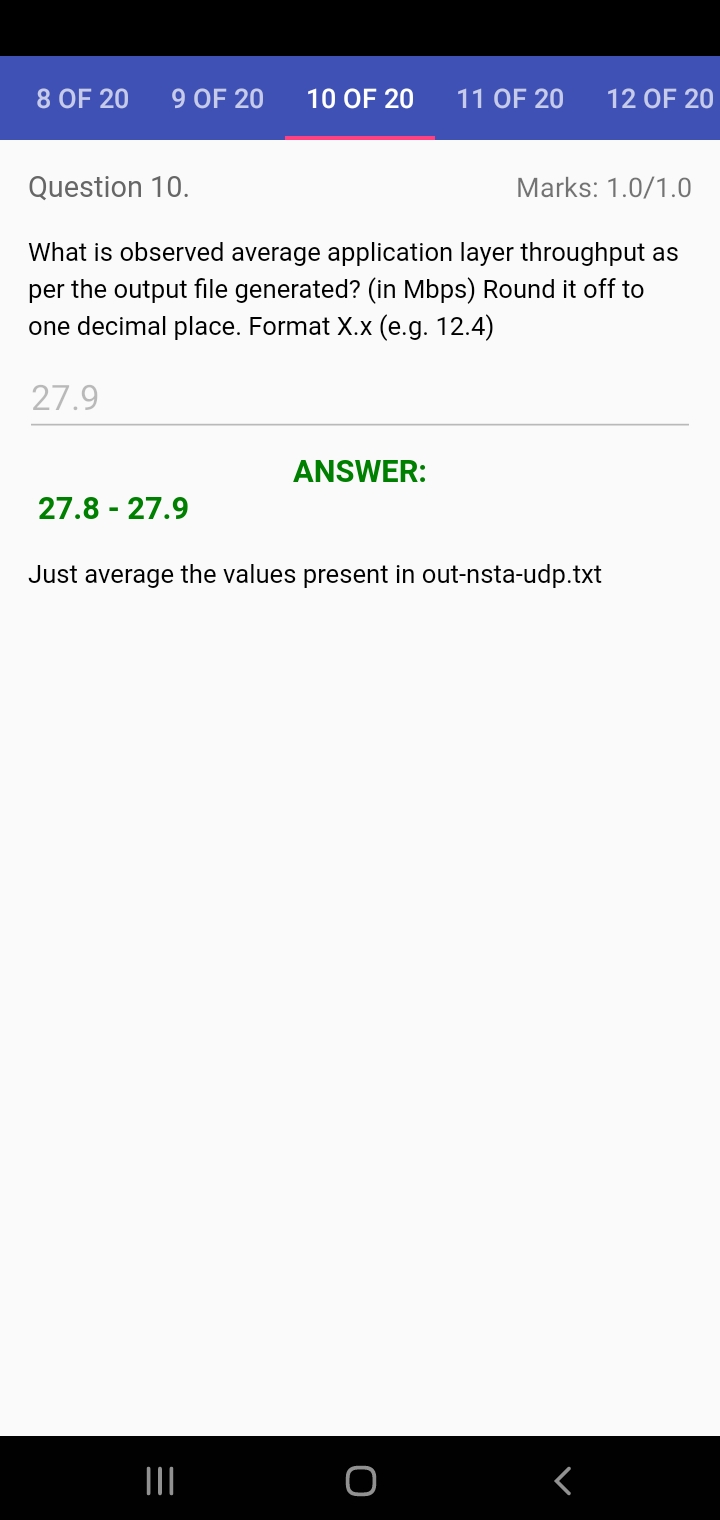 8 OF 20 9 OF 20 10 OF 20 11 OF 20 12 OF 20
Question 10. Marks: 1.0/1.0
What is observed average application layer throughput as
per the output file generated? (in Mbps) Round it off to
one decimal place. Format X.x (e.g. 12.4)
27.9
ANSWER:
27.8 - 27.9
Just average the values present in out-nsta-udp.txt